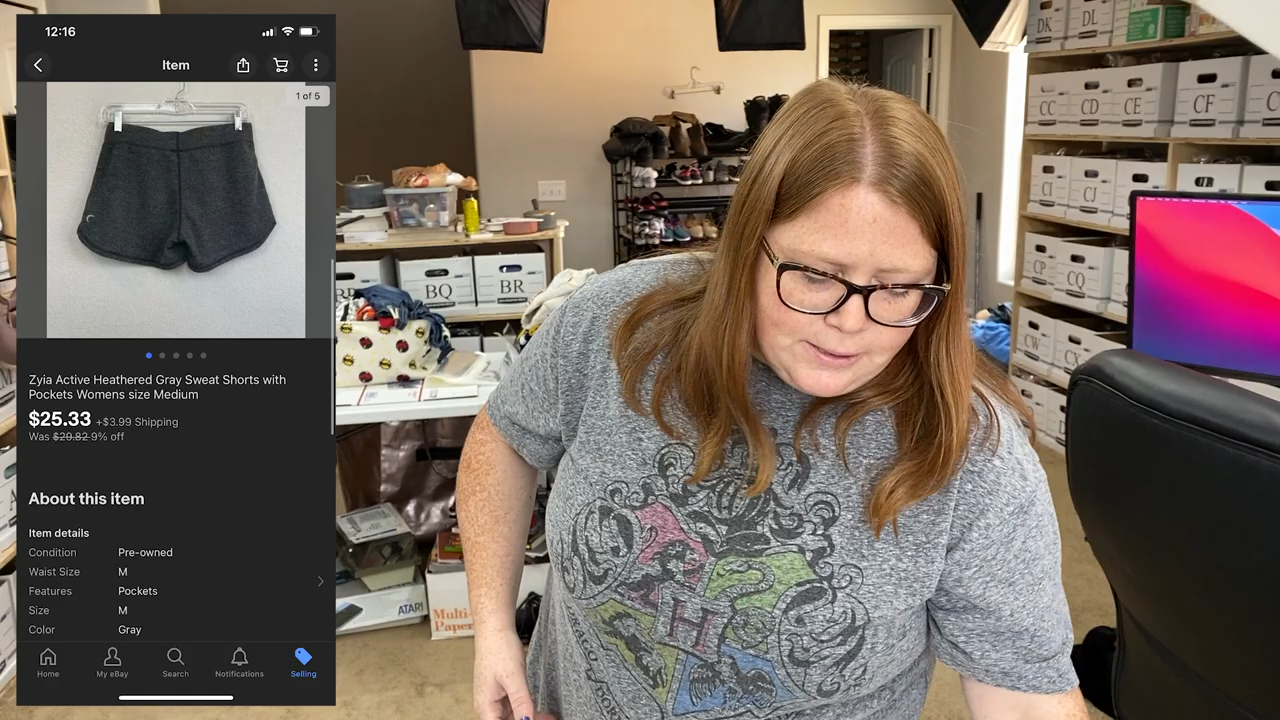 12:16
Item
1 of 5
Zyia Active Heathered Gray Sweat Shorts with
Pockets Womens size Medium
$25.33 +$3.99 Shipping
Was $29.82 9% off
About this item
Item details
Condition Pre-owned
Waist Size M
Features Pockets
Size M
Color Gray
Home
My eBay
Search
Notifications
Selling
BQ
BR
ATARI
Multi-
Paper
H
DK
DL
CC
CD
CE
CF
CI
CJ
CP
CQ
CW
CX